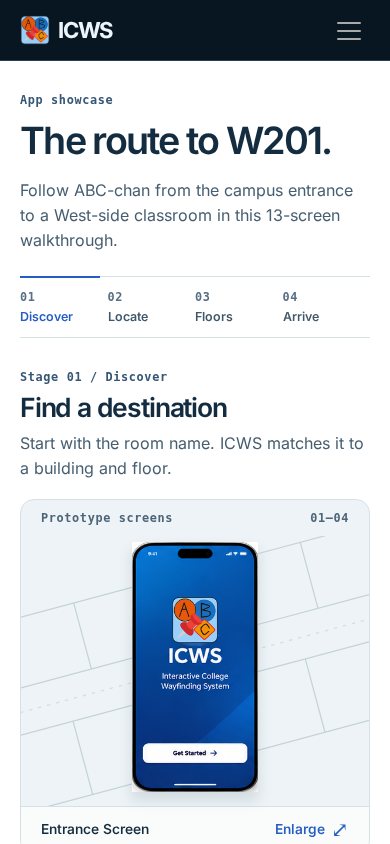 ICWS
App showcase
The route to W201.
Follow ABC-chan from the campus entrance
to a West-side classroom in this 13-screen
walkthrough.
01 02 03 04
Discover Locate Floors Arrive
Stage 01 / Discover
Find a destination
Start with the room name. ICWS matches it to
a building and floor.
Prototype screens 01–04
9:41
A B C
ICWS
Interactive College
Wayfinding System
Get Started →
Entrance Screen Enlarge